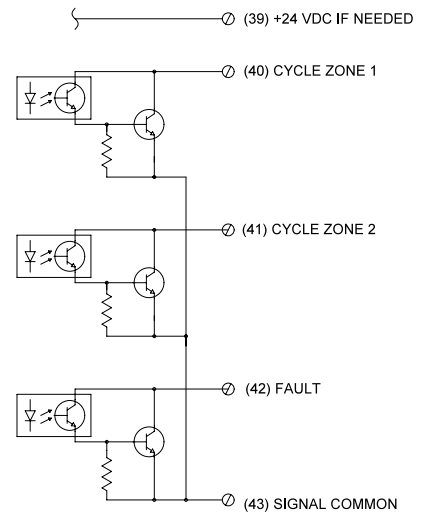 (39) +24 VDC IF NEEDED
(40) CYCLE ZONE 1
(41) CYCLE ZONE 2
(42) FAULT
(43) SIGNAL COMMON